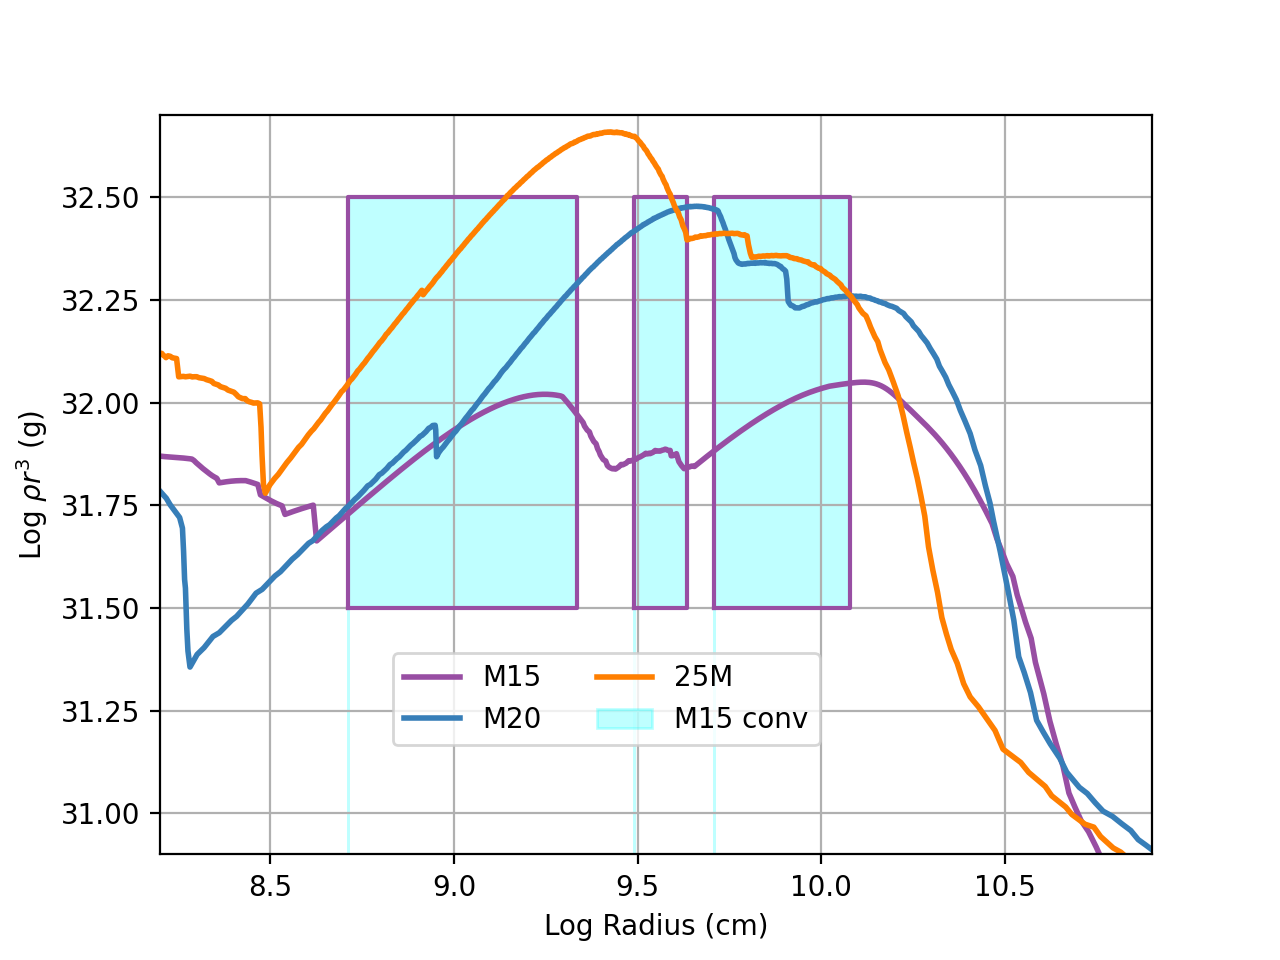 32.50
32.25
32.00
31.75
31.50
31.25
31.00
Log ρr³ (g)
M15
25M
M20
M15 conv
8.5 9.0 9.5 10.0 10.5
Log Radius (cm)